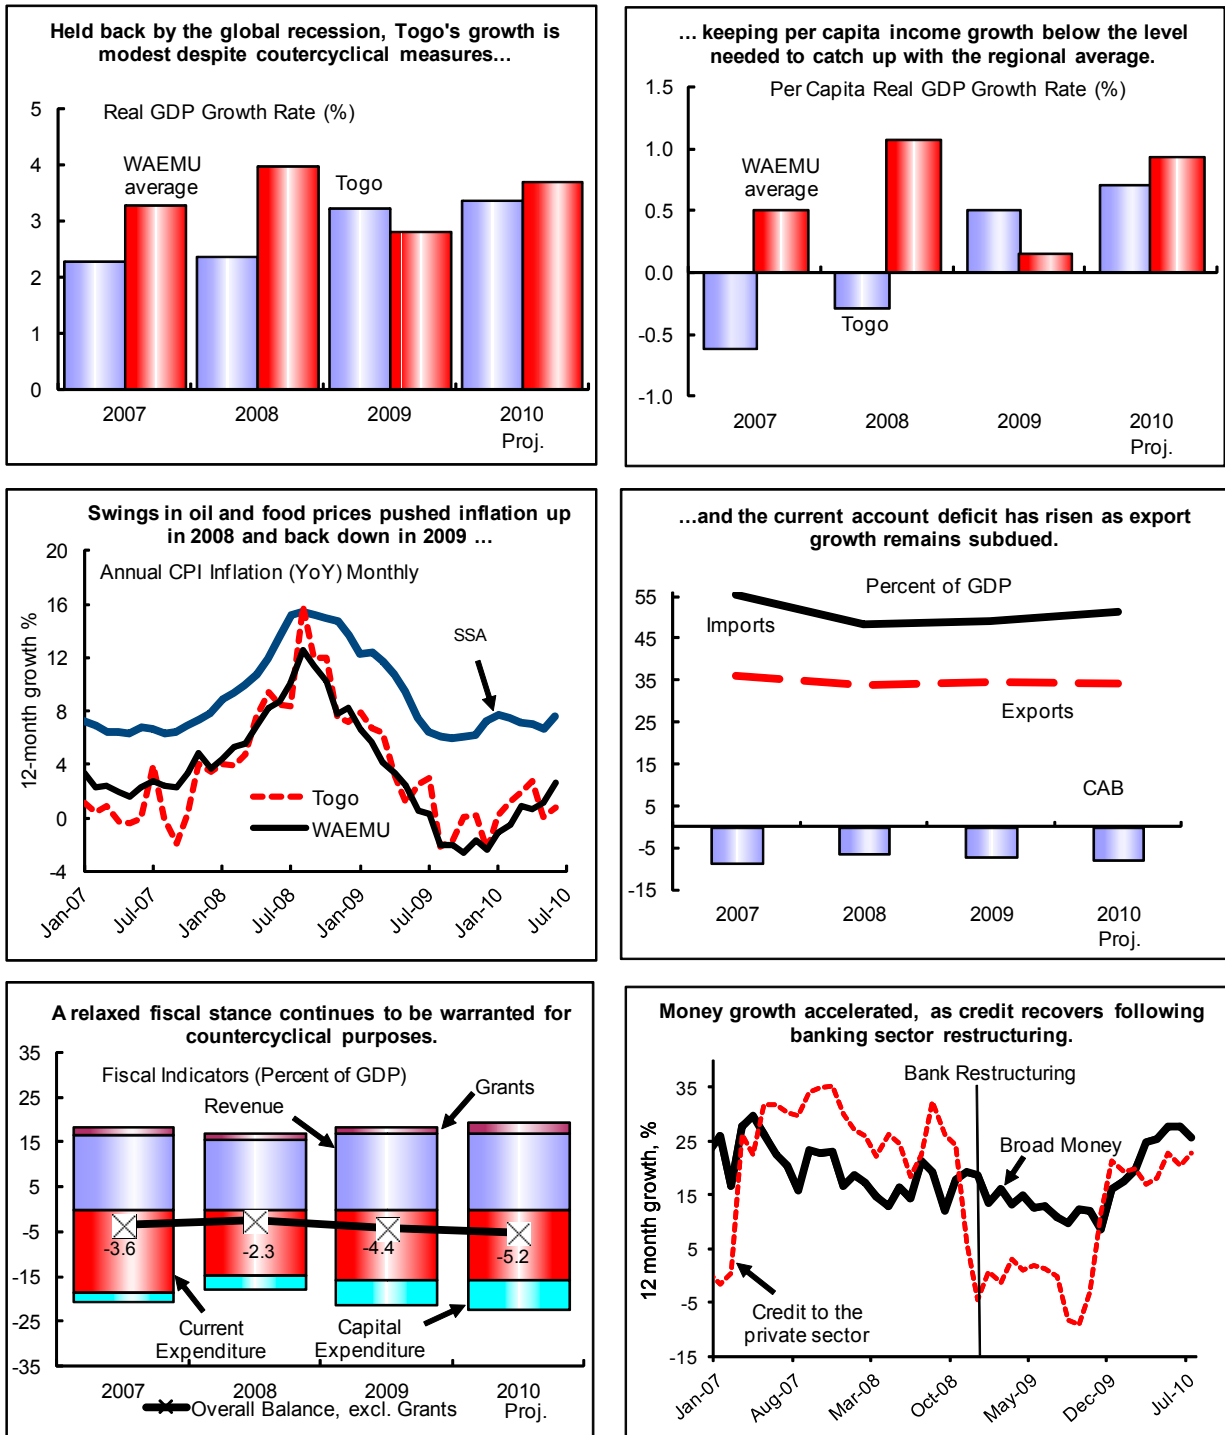 Held back by the global recession, Togo's growth is
modest despite coutercyclical measures...
Real GDP Growth Rate (%)
5
4
3
2
1
0
WAEMU
average
Togo
2007
2008
2009
2010
Proj.
... keeping per capita income growth below the level
needed to catch up with the regional average.
Per Capita Real GDP Growth Rate (%)
1.5
1.0
0.5
0.0
-0.5
-1.0
WAEMU
average
Togo
2007
2008
2009
2010
Proj.
Swings in oil and food prices pushed inflation up
in 2008 and back down in 2009 ...
Annual CPI Inflation (YoY) Monthly
12-month growth %
20
16
12
8
4
0
-4
SSA
Togo
WAEMU
Jan-07
Jul-07
Jan-08
Jul-08
Jan-09
Jul-09
Jan-10
Jul-10
...and the current account deficit has risen as export
growth remains subdued.
Percent of GDP
55
45
35
25
15
5
-5
-15
Imports
Exports
CAB
2007
2008
2009
2010
Proj.
A relaxed fiscal stance continues to be warranted for
countercyclical purposes.
Fiscal Indicators (Percent of GDP)
35
25
15
5
-5
-15
-25
-35
Revenue
Grants
-3.6
-2.3
-4.4
-5.2
Current
Expenditure
Capital
Expenditure
2007
2008
2009
2010
Proj.
Overall Balance, excl. Grants
Money growth accelerated, as credit recovers following
banking sector restructuring.
Bank Restructuring
12 month growth, %
35
25
15
5
-5
-15
Broad Money
Credit to the
private sector
Jan-07
Aug-07
Mar-08
Oct-08
May-09
Dec-09
Jul-10